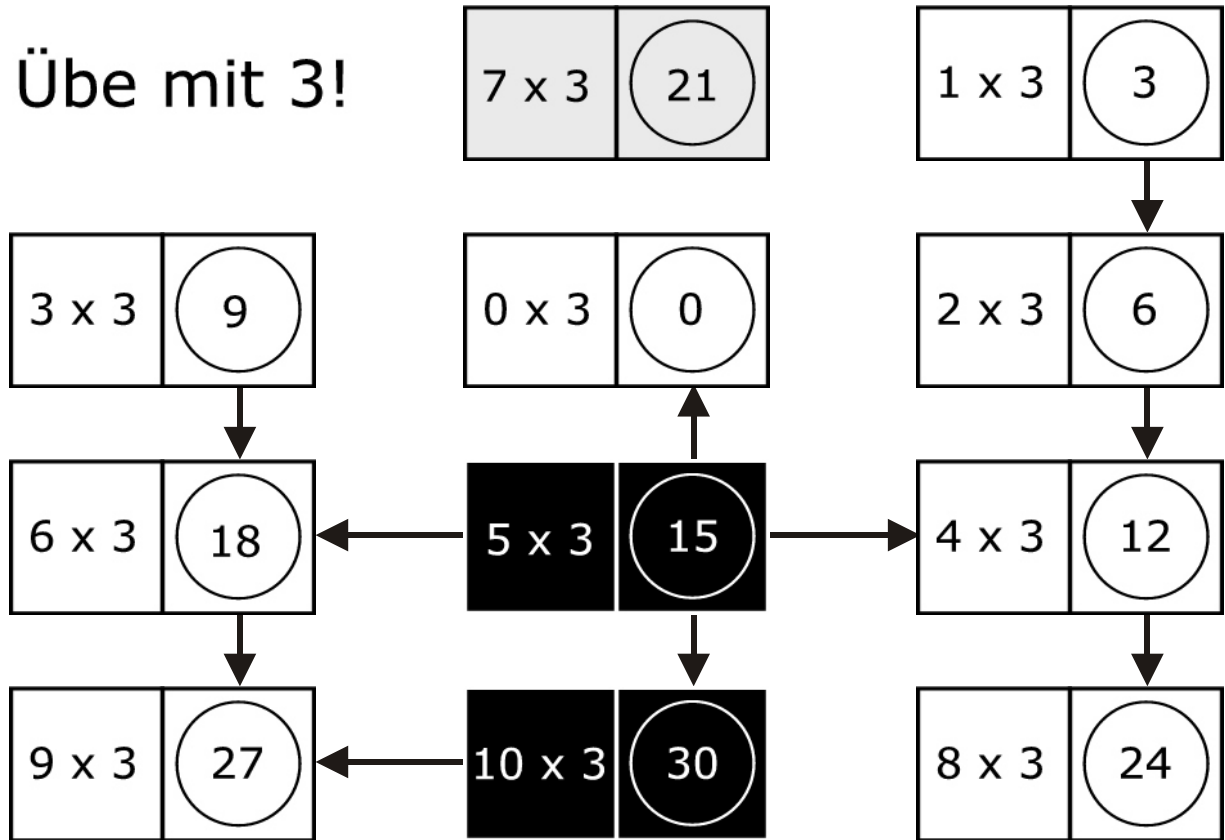 Übe mit 3!
7 x 3 21
1 x 3 3
3 x 3 9
0 x 3 0
2 x 3 6
6 x 3 18
5 x 3 15
4 x 3 12
9 x 3 27
10 x 3 30
8 x 3 24